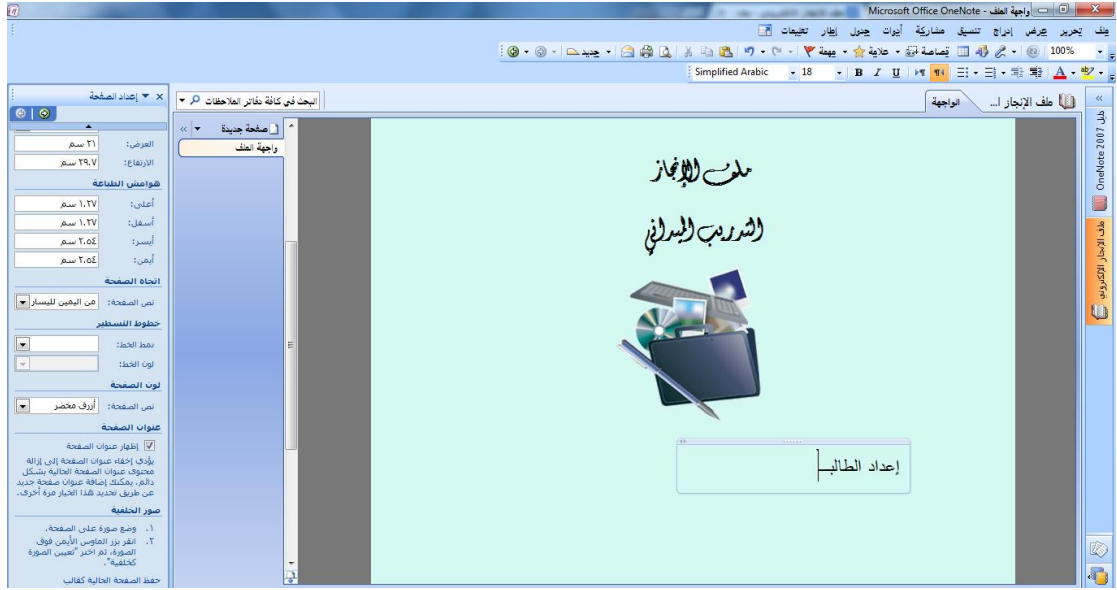 واجهة الملف - Microsoft Office OneNote
ملف تحرير عرض إدراج تنسيق مشاركة أدوات جدول إطار تعليمات
جديد مهمة علامة قصاصة 100%
Simplified Arabic 18 B I U
ملف الإنجاز ا... الواجهة
البحث في كافة دفاتر الملاحظات
إعداد الصفحة
دليل OneNote 2007
ملف الانجاز الإلكتروني
صفحة جديدة
واجهة الملف
ملف الإنجاز
التدريب الميداني
إعداد الطالبـ
العرض: ٢١ سم
الارتفاع: ٢٩.٧ سم
هوامش الطباعة
أعلى: ١.٢٧ سم
أسفل: ١.٢٧ سم
أيسر: ٢.٥٤ سم
أيمن: ٢.٥٤ سم
اتجاه الصفحة
نص الصفحة: من اليمين لليسار
خطوط التسطير
نمط الخط:
لون الخط:
لون الصفحة
نص الصفحة: أزرق مخضر
عنوان الصفحة
إظهار عنوان الصفحة
يؤدي إخفاء عنوان الصفحة إلى إزالة
محتوى عنوان الصفحة الحالية بشكل
دائم. يمكنك إضافة عنوان صفحة جديد
عن طريق تحديد هذا الخيار مرة أخرى.
صور الخلفية
١. وضع صورة على الصفحة.
٢. انقر بزر الماوس الأيمن فوق
الصورة، ثم اختر "تعيين الصورة
كخلفية".
حفظ الصفحة الحالية كقالب